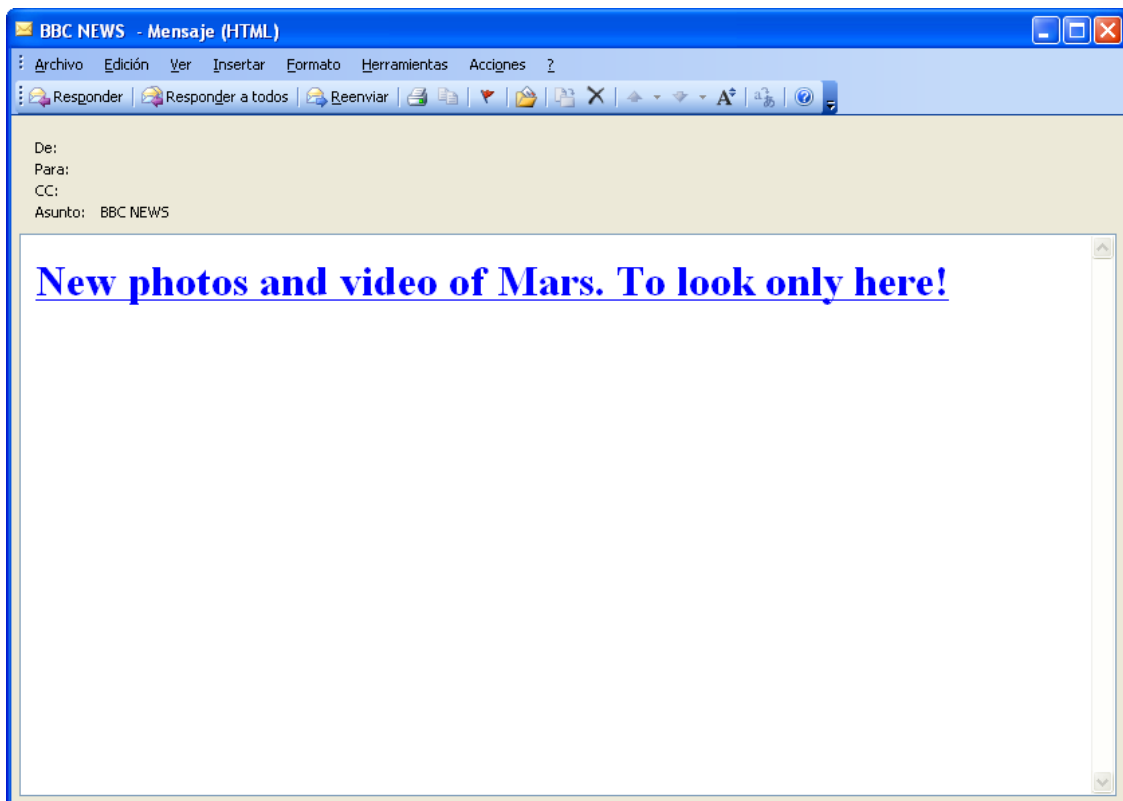 BBC NEWS - Mensaje (HTML)
Archivo Edición Ver Insertar Formato Herramientas Acciones ?
Responder Responder a todos Reenviar
De:
Para:
CC:
Asunto: BBC NEWS
New photos and video of Mars. To look only here!